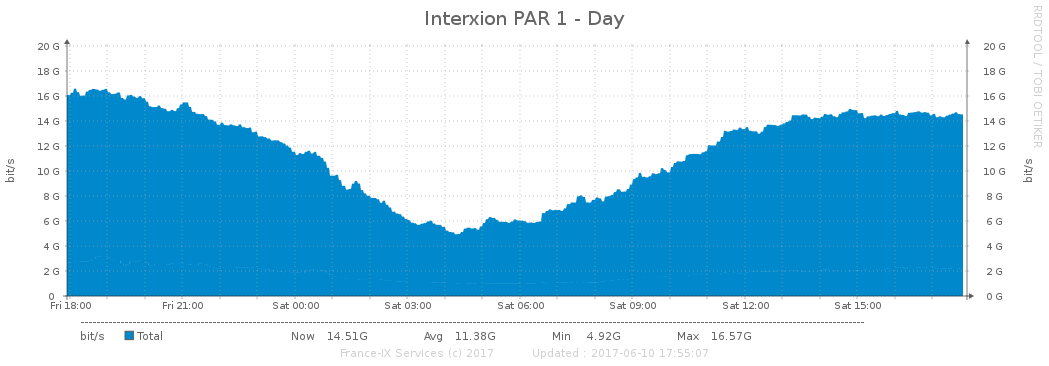 Interxion PAR 1 - Day
RRDTOOL / TOBI OETIKER
20 G 20 G
18 G 18 G
16 G 16 G
14 G 14 G
12 G 12 G
10 G 10 G
8 G 8 G
6 G 6 G
4 G 4 G
2 G 2 G
0 0 G
bit/s bit/s
Fri 18:00 Fri 21:00 Sat 00:00 Sat 03:00 Sat 06:00 Sat 09:00 Sat 12:00 Sat 15:00
bit/s Total Now 14.51G Avg 11.38G Min 4.92G Max 16.57G
France-IX Services (c) 2017 Updated : 2017-06-10 17:55:07